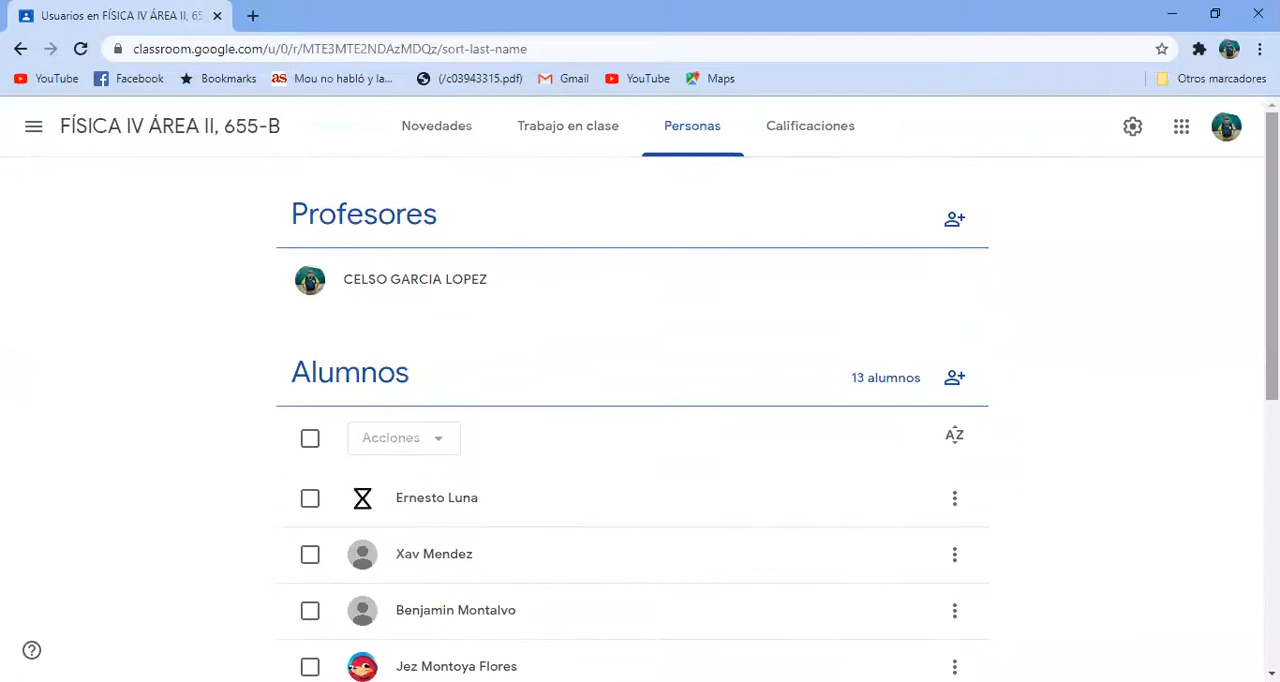 Usuarios en FÍSICA IV ÁREA II, 65
classroom.google.com/u/0/r/MTE3MTE2NDAzMDQz/sort-last-name
YouTube Facebook Bookmarks as Mou no habló y la... (/c03943315.pdf) Gmail YouTube Maps Otros marcadores
FÍSICA IV ÁREA II, 655-B Novedades Trabajo en clase Personas Calificaciones
Profesores
CELSO GARCIA LOPEZ
Alumnos 13 alumnos
Acciones AZ
Ernesto Luna
Xav Mendez
Benjamin Montalvo
Jez Montoya Flores